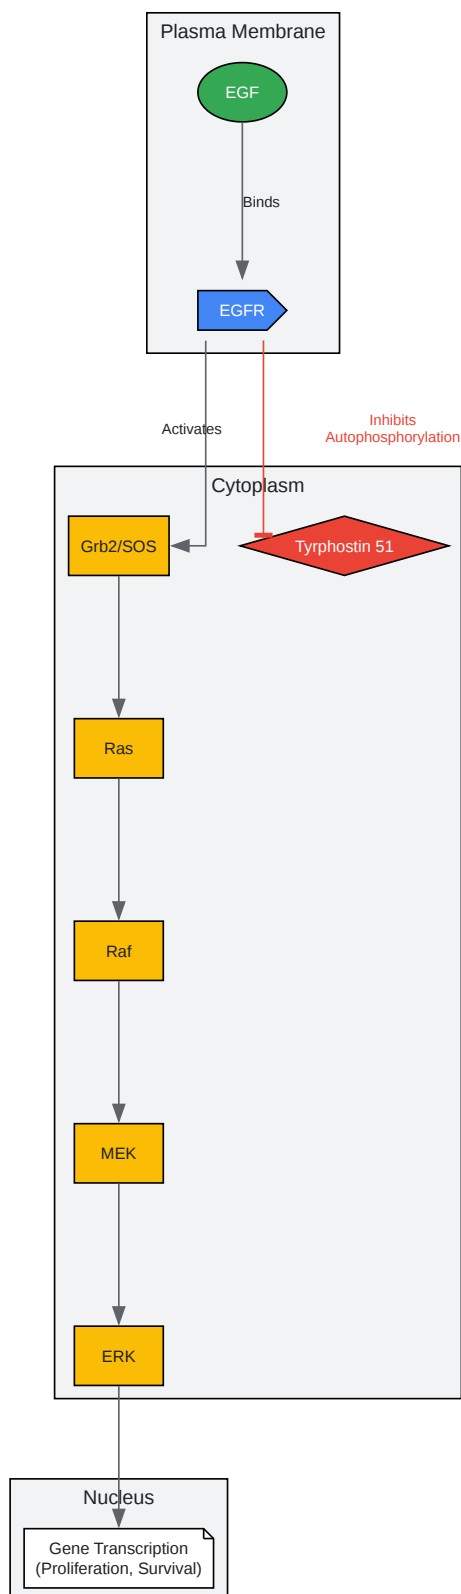 Plasma Membrane
EGF
Binds
EGFR
Activates
Inhibits
Autophosphorylation
Cytoplasm
Grb2/SOS
Tyrphostin 51
Ras
Raf
MEK
ERK
Nucleus
Gene Transcription
(Proliferation, Survival)